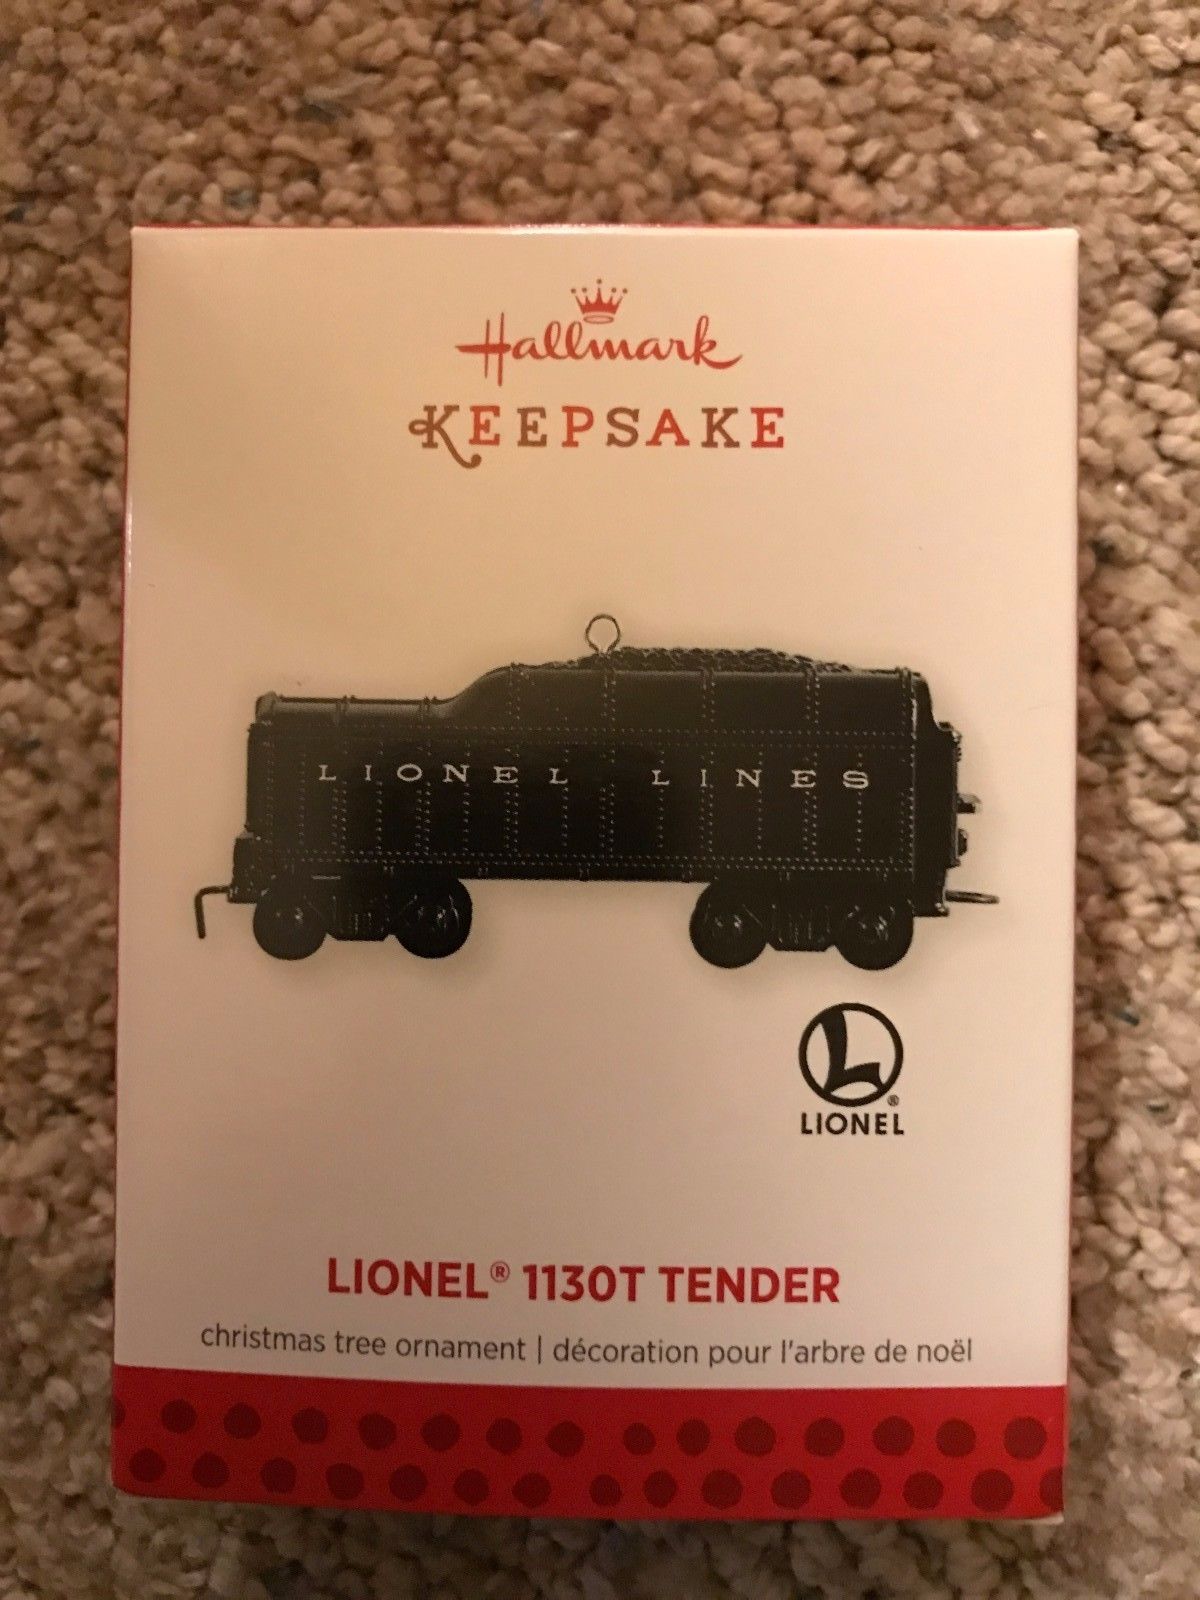 Hallmark
KEEPSAKE
LIONEL LINES
L
®
LIONEL
LIONEL® 1130T TENDER
christmas tree ornament | décoration pour l'arbre de noël